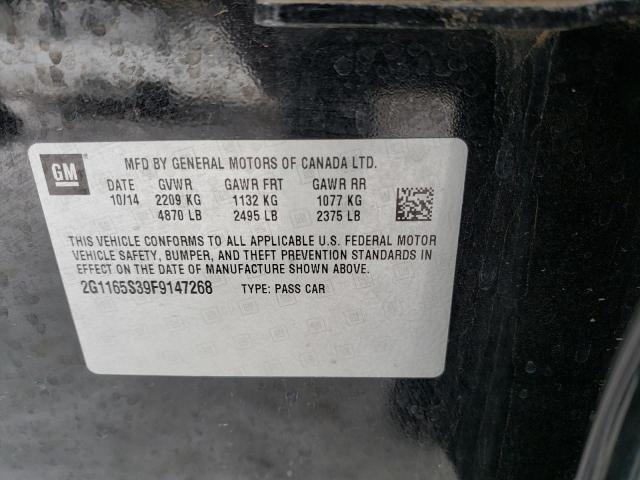 GM
MFD BY GENERAL MOTORS OF CANADA LTD.
DATE GVWR GAWR FRT GAWR RR
10/14 2209 KG 1132 KG 1077 KG
4870 LB 2495 LB 2375 LB
THIS VEHICLE CONFORMS TO ALL APPLICABLE U.S. FEDERAL MOTOR
VEHICLE SAFETY, BUMPER, AND THEFT PREVENTION STANDARDS IN
EFFECT ON THE DATE OF MANUFACTURE SHOWN ABOVE.
2G1165S39F9147268 TYPE: PASS CAR